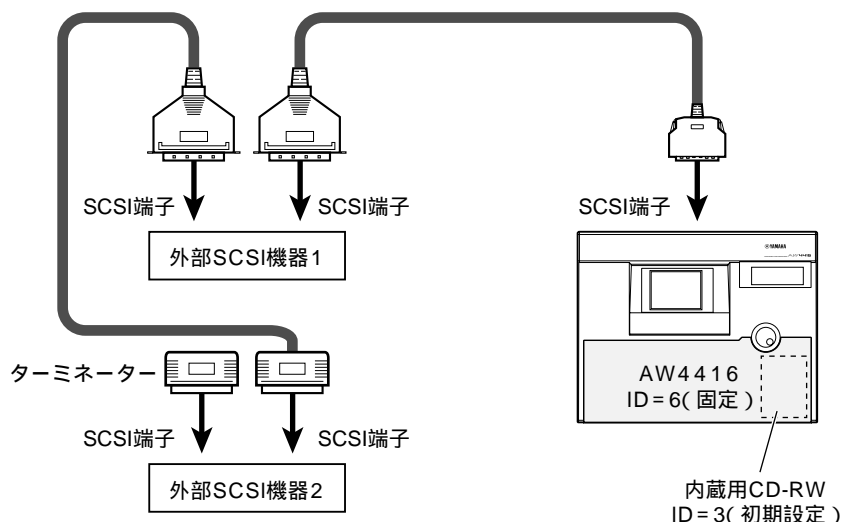 SCSI端子
SCSI端子
SCSI端子
外部SCSI機器1
YAMAHA
ターミネーター
AW4416
ID=6(固定)
SCSI端子
SCSI端子
外部SCSI機器2
内蔵用CD-RW
ID=3(初期設定)